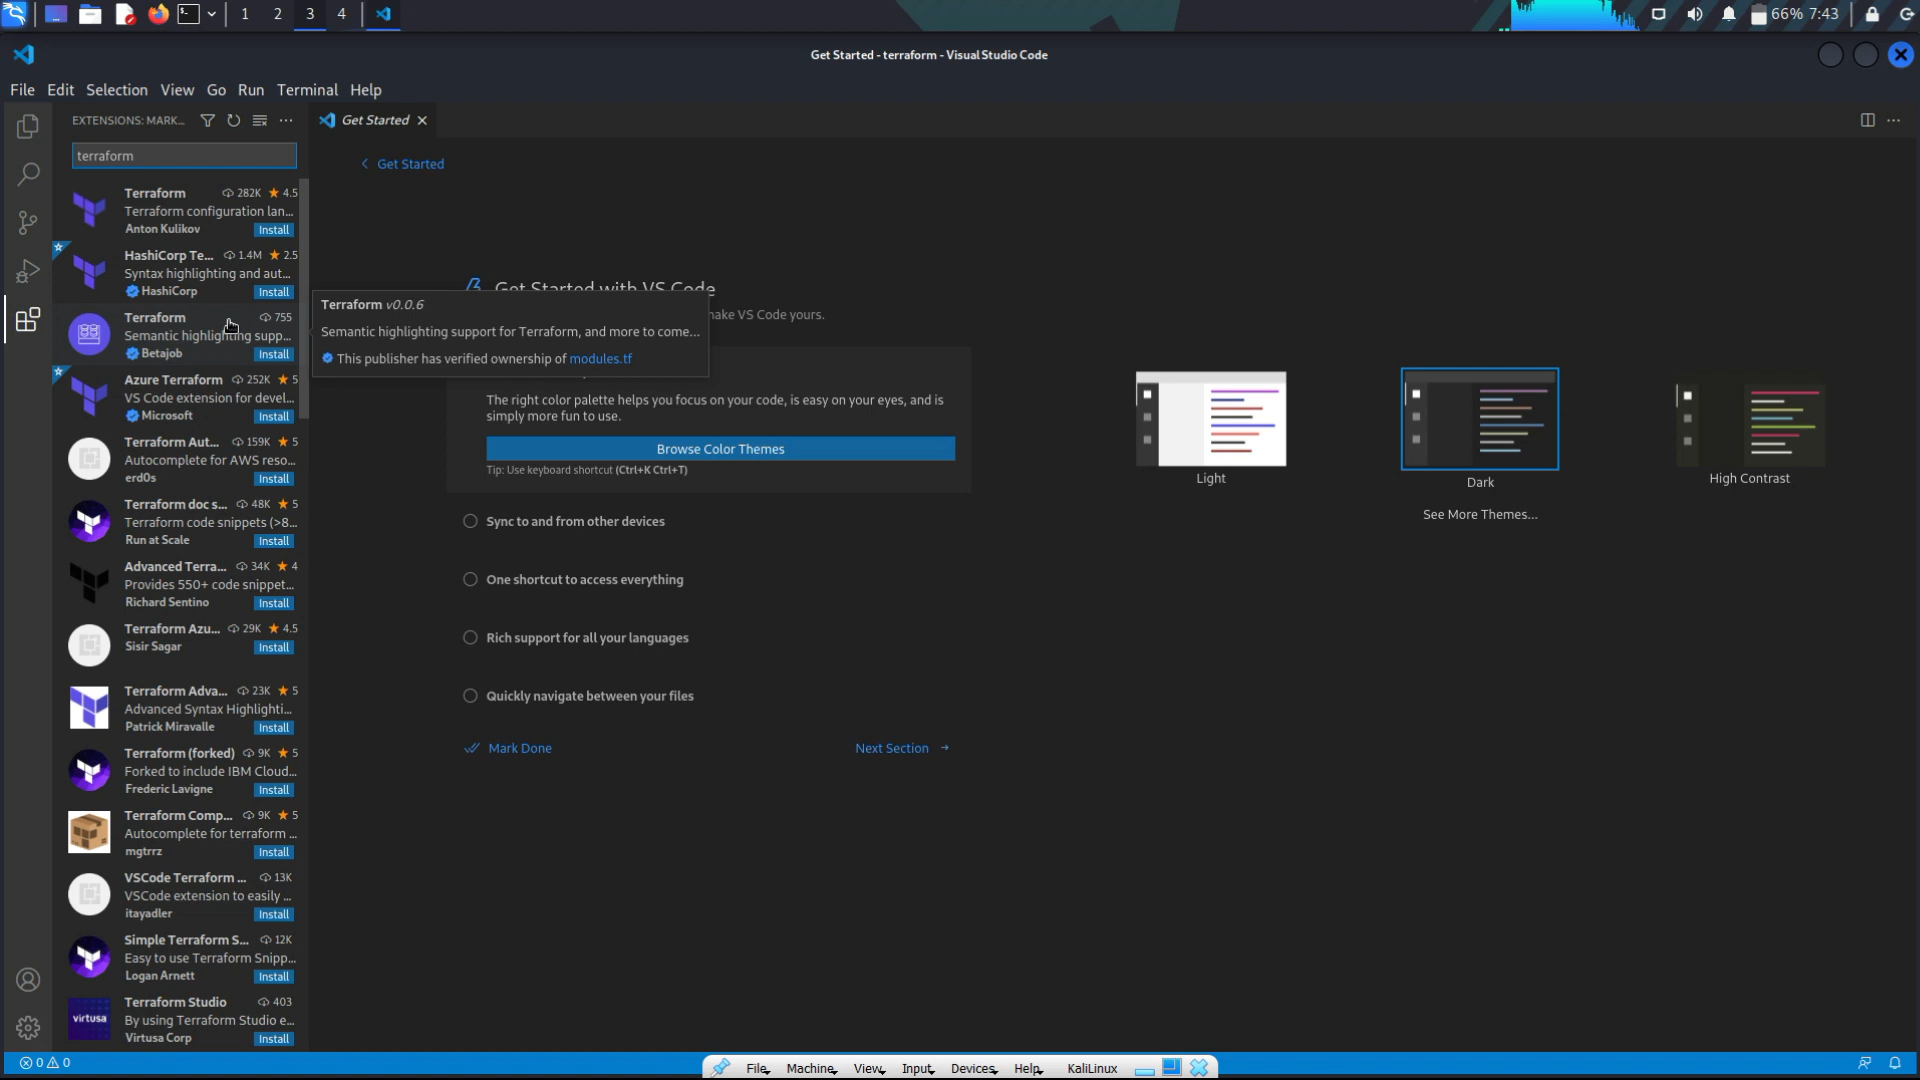 1 2 3 4
66% 7:43
Get Started - terraform - Visual Studio Code
File Edit Selection View Go Run Terminal Help
EXTENSIONS: MARK...
terraform
Terraform 282K ★ 4.5
Terraform configuration lan...
Anton Kulikov Install
HashiCorp Te... 1.4M ★ 2.5
Syntax highlighting and aut...
HashiCorp Install
Terraform 755
Semantic highlighting supp...
Betajob Install
Azure Terraform 252K ★ 5
VS Code extension for devel...
Microsoft Install
Terraform Aut... 159K ★ 5
Autocomplete for AWS reso...
erd0s Install
Terraform doc s... 48K ★ 5
Terraform code snippets (>8...
Run at Scale Install
Advanced Terra... 34K ★ 4
Provides 550+ code snippet...
Richard Sentino Install
Terraform Azu... 29K ★ 4.5
Sisir Sagar Install
Terraform Adva... 23K ★ 5
Advanced Syntax Highlighti...
Patrick Miravalle Install
Terraform (forked) 9K ★ 5
Forked to include IBM Cloud...
Frederic Lavigne Install
Terraform Comp... 9K ★ 5
Autocomplete for terraform ...
mgtrrz Install
VSCode Terraform ... 13K
VSCode extension to easily ...
itayadler Install
Simple Terraform S... 12K
Easy to use Terraform Snipp...
Logan Arnett Install
Terraform Studio 403
virtusa
By using Terraform Studio e...
Virtusa Corp Install
Get Started
< Get Started
Get Started with VS Code
make VS Code yours.
Terraform v0.0.6
Semantic highlighting support for Terraform, and more to come...
This publisher has verified ownership of modules.tf
The right color palette helps you focus on your code, is easy on your eyes, and is
simply more fun to use.
Browse Color Themes
Tip: Use keyboard shortcut (Ctrl+K Ctrl+T)
Sync to and from other devices
One shortcut to access everything
Rich support for all your languages
Quickly navigate between your files
Mark Done
Next Section →
Light
Dark
High Contrast
See More Themes...
0 0
File Machine View Input Devices Help KaliLinux